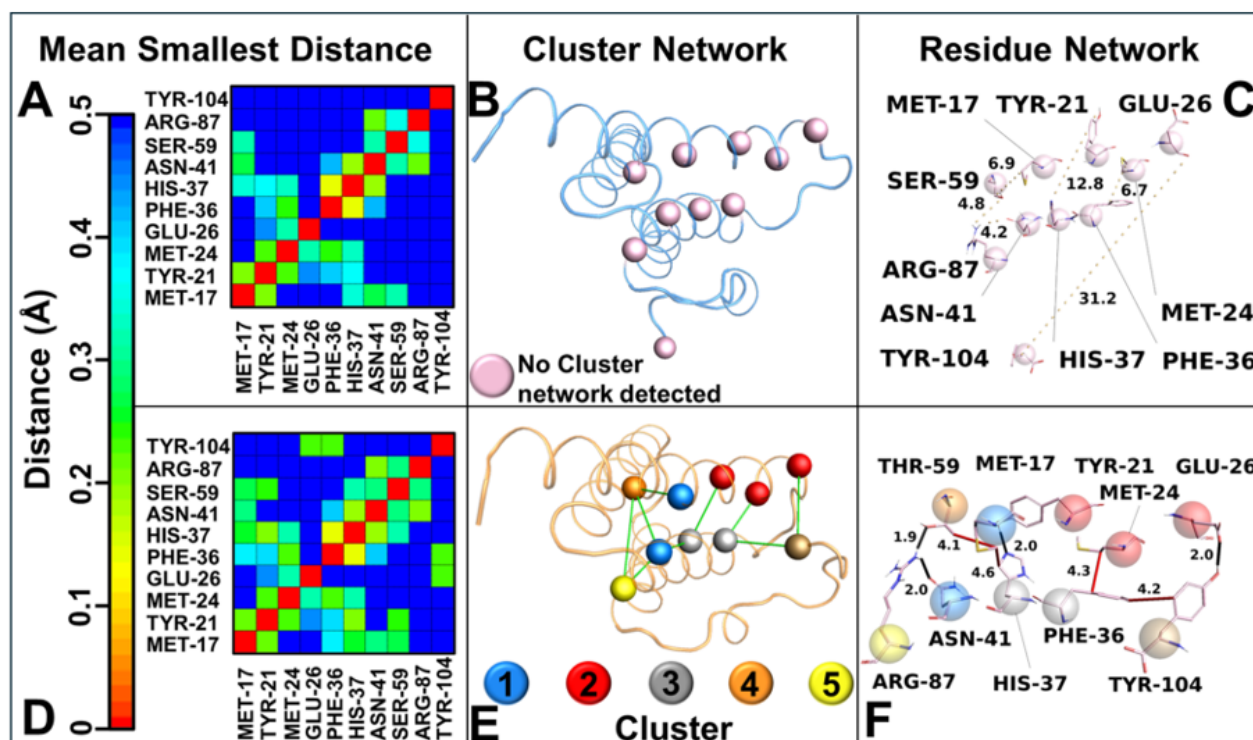 Mean Smallest Distance
Cluster Network
Residue Network
A
B
C
Distance (Å)
0.5
0.4
0.3
0.2
0.1
0
TYR-104
ARG-87
SER-59
ASN-41
HIS-37
PHE-36
GLU-26
MET-24
TYR-21
MET-17
MET-17
TYR-21
MET-24
GLU-26
PHE-36
HIS-37
ASN-41
SER-59
ARG-87
TYR-104
No Cluster
network detected
MET-17 TYR-21 GLU-26
6.9
SER-59
12.8
6.7
4.8
4.2
ARG-87
ASN-41
31.2
MET-24
TYR-104
HIS-37
PHE-36
D
TYR-104
ARG-87
SER-59
ASN-41
HIS-37
PHE-36
GLU-26
MET-24
TYR-21
MET-17
MET-17
TYR-21
MET-24
GLU-26
PHE-36
HIS-37
ASN-41
SER-59
ARG-87
TYR-104
1 2 3 4 5
E
Cluster
THR-59
MET-17
TYR-21
GLU-26
MET-24
1.9
4.1
2.0
2.0
4.6
4.3
2.0
4.2
ASN-41
PHE-36
ARG-87
HIS-37
TYR-104
F